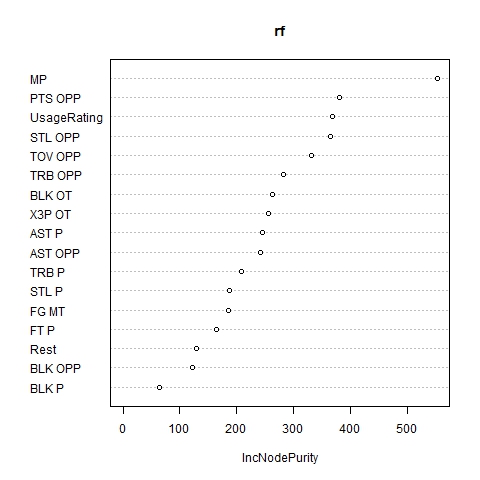 rf
MP
PTS OPP
UsageRating
STL OPP
TOV OPP
TRB OPP
BLK OT
X3P OT
AST P
AST OPP
TRB P
STL P
FG MT
FT P
Rest
BLK OPP
BLK P
0 100 200 300 400 500
IncNodePurity